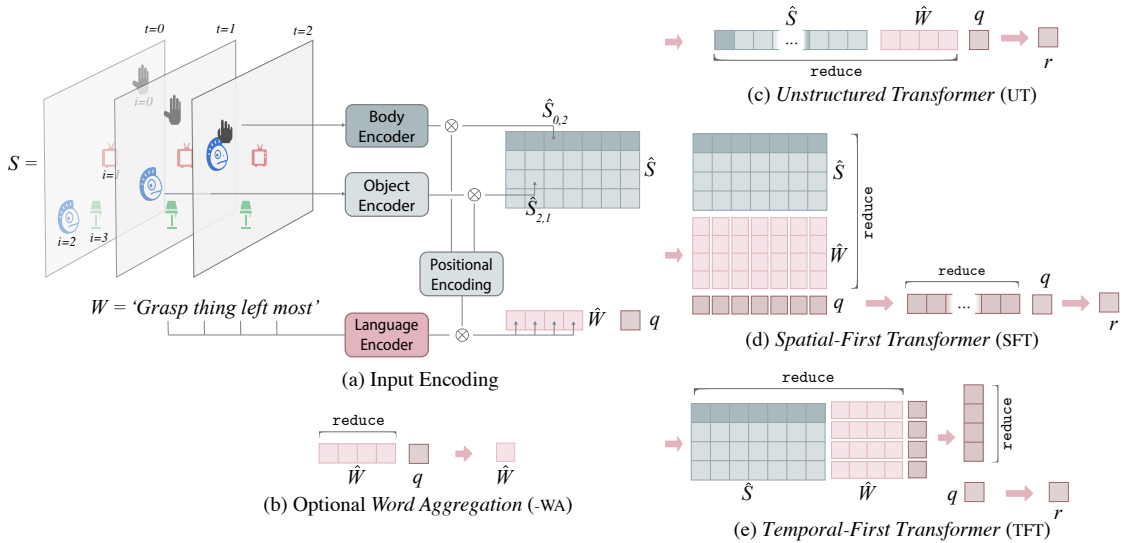 t=0
t=1
t=2
i=0
i=1
i=2
i=3
S =
Body
Encoder
Object
Encoder
Positional
Encoding
Language
Encoder
Ŝ0,2
Ŝ2,1
Ŝ
W = ‘Grasp thing left most’
Ŵ
q
(a) Input Encoding
reduce
Ŵ
q
Ŵ
(b) Optional Word Aggregation (-WA)
Ŝ
...
Ŵ
q
r
reduce
(c) Unstructured Transformer (UT)
Ŝ
Ŵ
reduce
q
reduce
...
q
r
(d) Spatial-First Transformer (SFT)
reduce
Ŝ
Ŵ
reduce
q
r
(e) Temporal-First Transformer (TFT)